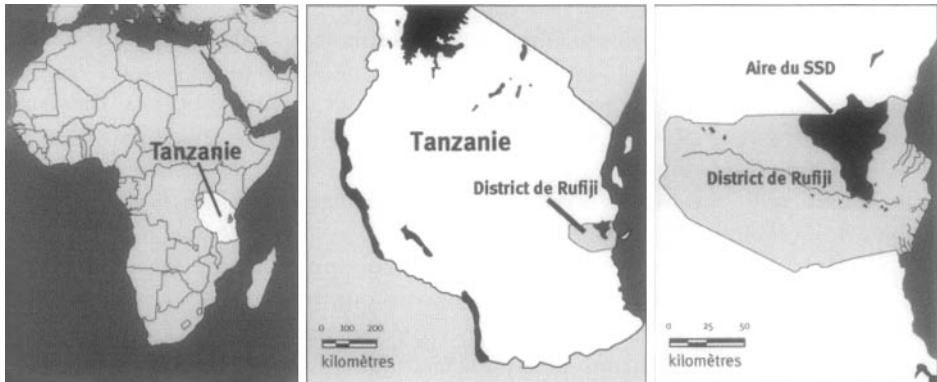 Tanzanie
Tanzanie
District de Rufiji
0 100 200
kilomètres
Aire du SSD
District de Rufiji
0 25 50
kilomètres